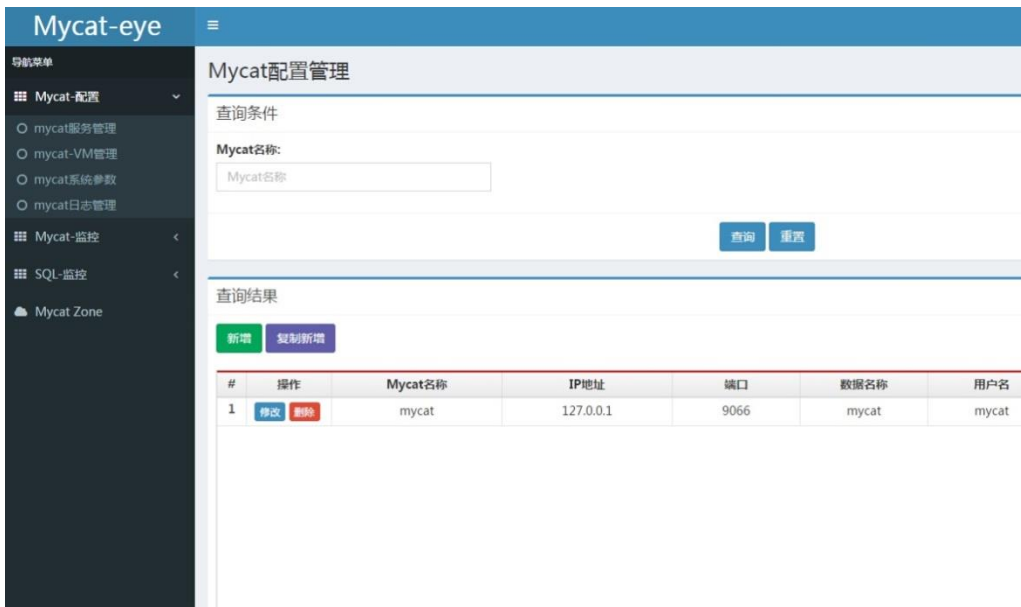 Mycat-eye
导航菜单
Mycat-配置
mycat服务管理
mycat-VM管理
mycat系统参数
mycat日志管理
Mycat-监控
SQL-监控
Mycat Zone
Mycat配置管理
查询条件
Mycat名称:
Mycat名称
查询 重置
查询结果
新增 复制新增
# 操作 Mycat名称 IP地址 端口 数据名称 用户名
1 修改 删除 mycat 127.0.0.1 9066 mycat mycat